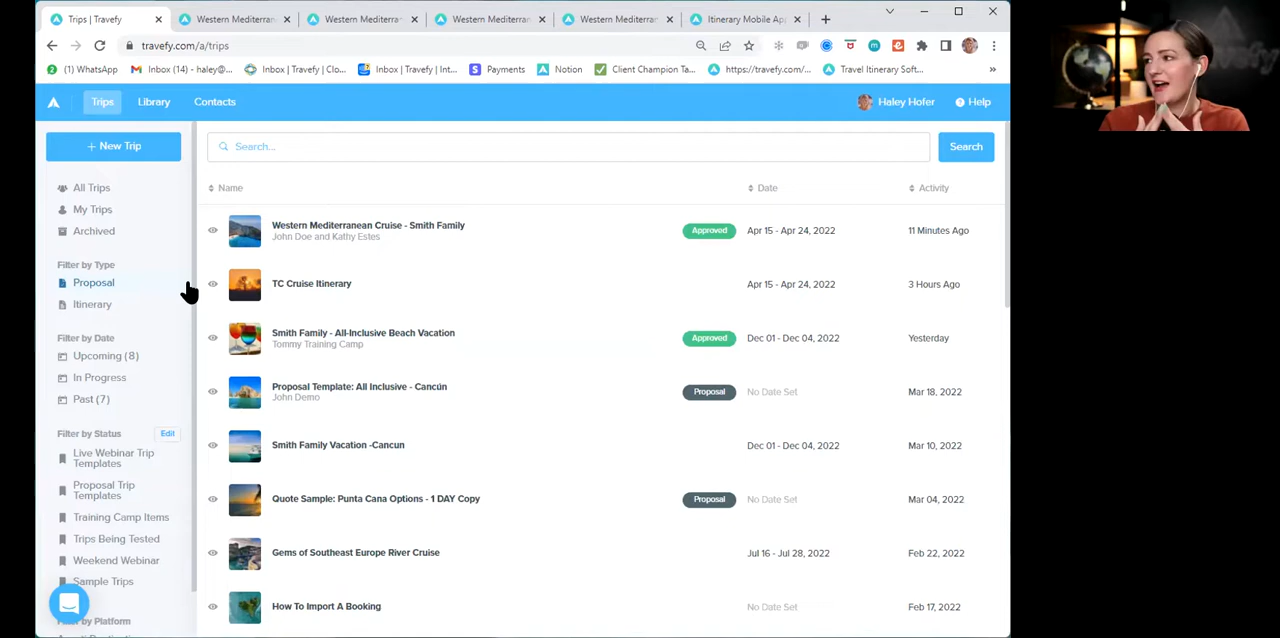 Trips | Travefy
Western Mediterran
Western Mediterran
Western Mediterran
Western Mediterran
Itinerary Mobile Ap
travefy.com/a/trips
(1) WhatsApp
Inbox (14) - haley@...
Inbox | Travefy | Clo...
Inbox | Travefy | Int...
Payments
Notion
Client Champion Ta...
https://travefy.com/...
Travel Itinerary Soft...
Trips
Library
Contacts
Haley Hofer
Help
+ New Trip
Search...
Search
All Trips
My Trips
Archived
Filter by Type
Proposal
Itinerary
Filter by Date
Upcoming (8)
In Progress
Past (7)
Filter by Status
Edit
Live Webinar Trip
Templates
Proposal Trip
Templates
Training Camp Items
Trips Being Tested
Weekend Webinar
Sample Trips
Name
Date
Activity
Western Mediterranean Cruise - Smith Family
John Doe and Kathy Estes
Approved
Apr 15 - Apr 24, 2022
11 Minutes Ago
TC Cruise Itinerary
Apr 15 - Apr 24, 2022
3 Hours Ago
Smith Family - All-Inclusive Beach Vacation
Tommy Training Camp
Approved
Dec 01 - Dec 04, 2022
Yesterday
Proposal Template: All Inclusive - Cancún
John Demo
Proposal
No Date Set
Mar 18, 2022
Smith Family Vacation -Cancun
Dec 01 - Dec 04, 2022
Mar 10, 2022
Quote Sample: Punta Cana Options - 1 DAY Copy
Proposal
No Date Set
Mar 04, 2022
Gems of Southeast Europe River Cruise
Jul 16 - Jul 28, 2022
Feb 22, 2022
How To Import A Booking
No Date Set
Feb 17, 2022